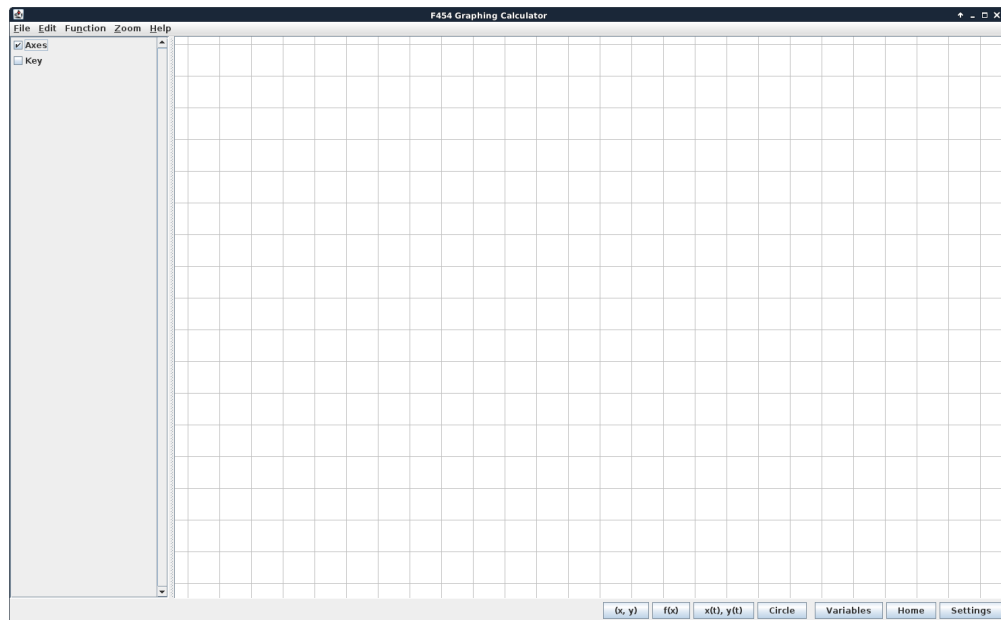 F454 Graphing Calculator
File Edit Function Zoom Help
Axes
Key
(x, y) f(x) x(t), y(t) Circle Variables Home Settings